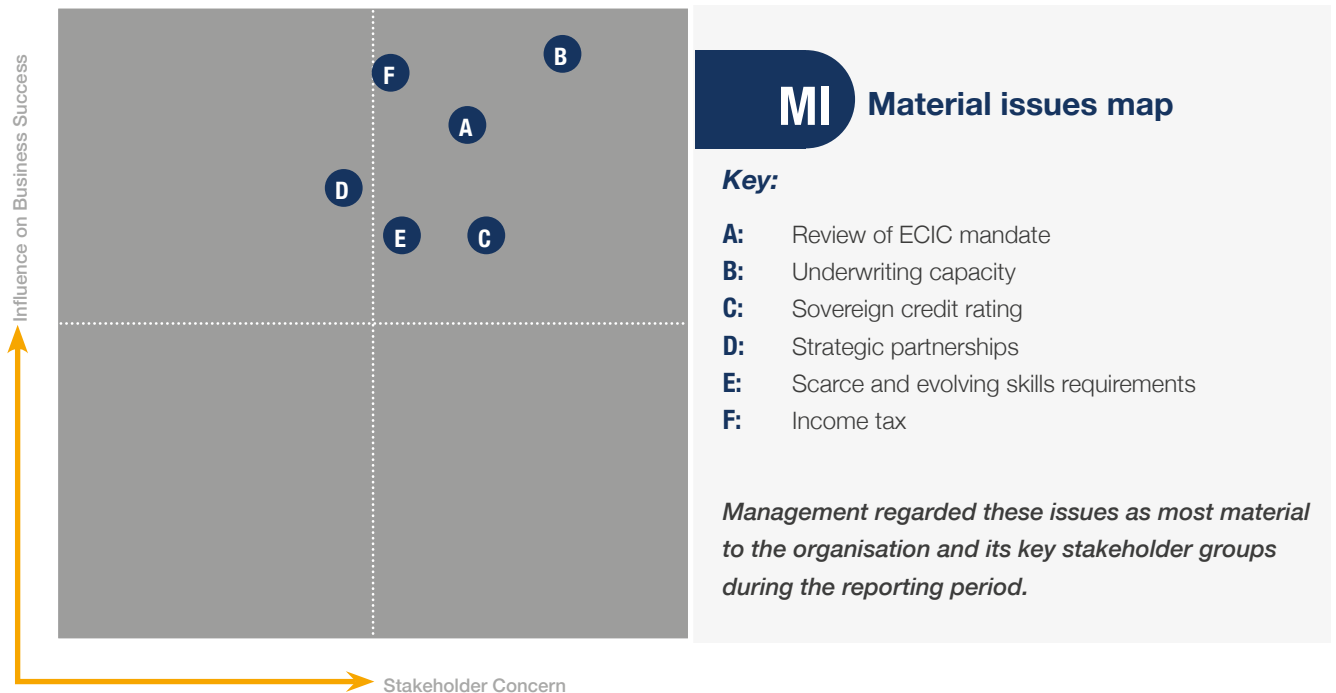 Influence on Business Success
F
B
A
D
E
C
Stakeholder Concern
MI Material issues map
Key:
A: Review of ECIC mandate
B: Underwriting capacity
C: Sovereign credit rating
D: Strategic partnerships
E: Scarce and evolving skills requirements
F: Income tax
Management regarded these issues as most material
to the organisation and its key stakeholder groups
during the reporting period.